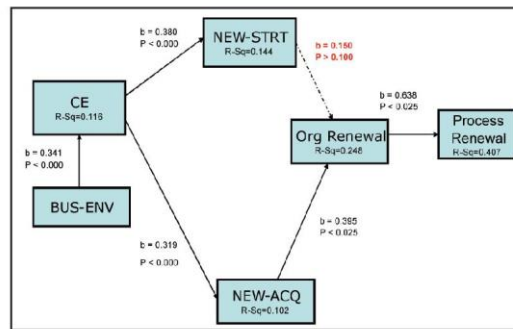 b = 0.380
P < 0.000
NEW-STRT
R-Sq=0.144
b = 0.150
P > 0.100
CE
R-Sq=0.116
b = 0.638
P < 0.025
Org Renewal
R-Sq=0.248
Process
Renewal
R-Sq=0.407
b = 0.341
P < 0.000
BUS-ENV
b = 0.319
P < 0.000
b = 0.395
P < 0.025
NEW-ACQ
R-Sq=0.102